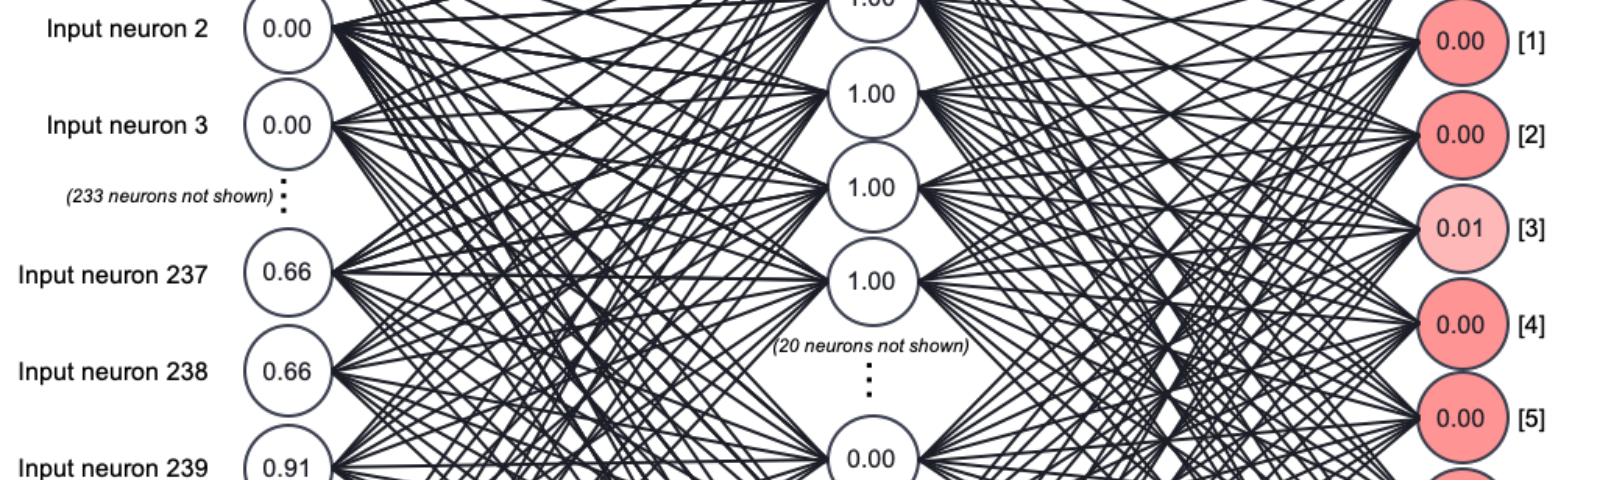 1.00
Input neuron 2 0.00
0.00 [1]
1.00
Input neuron 3 0.00
0.00 [2]
(233 neurons not shown)
1.00
0.01 [3]
Input neuron 237 0.66
1.00
0.00 [4]
(20 neurons not shown)
Input neuron 238 0.66
0.00 [5]
Input neuron 239 0.91
0.00